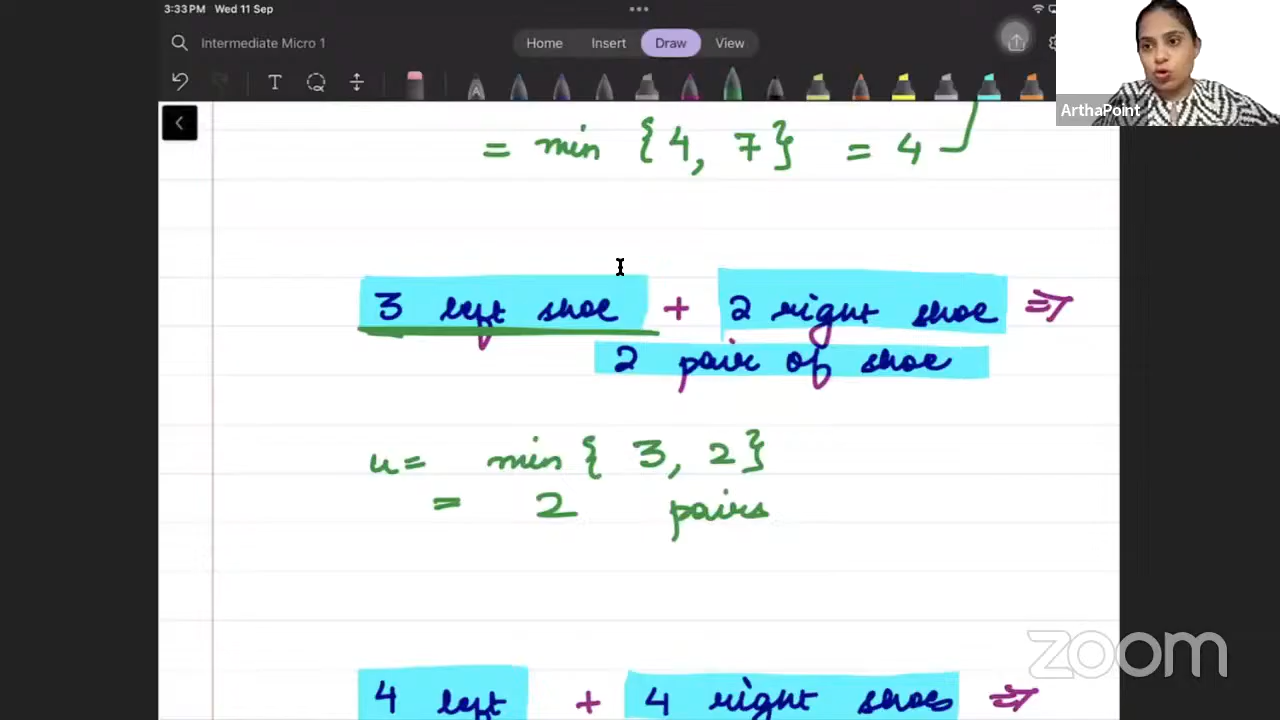 3:33 PM Wed 11 Sep
Intermediate Micro 1
Home Insert Draw View
T
ArthaPoint
= min {4, 7} = 4
3 left shoe + 2 right shoe ⇒
2 pair of shoe
u = min { 3, 2}
= 2 pairs
zoom
4 left + 4 right shoes ⇒